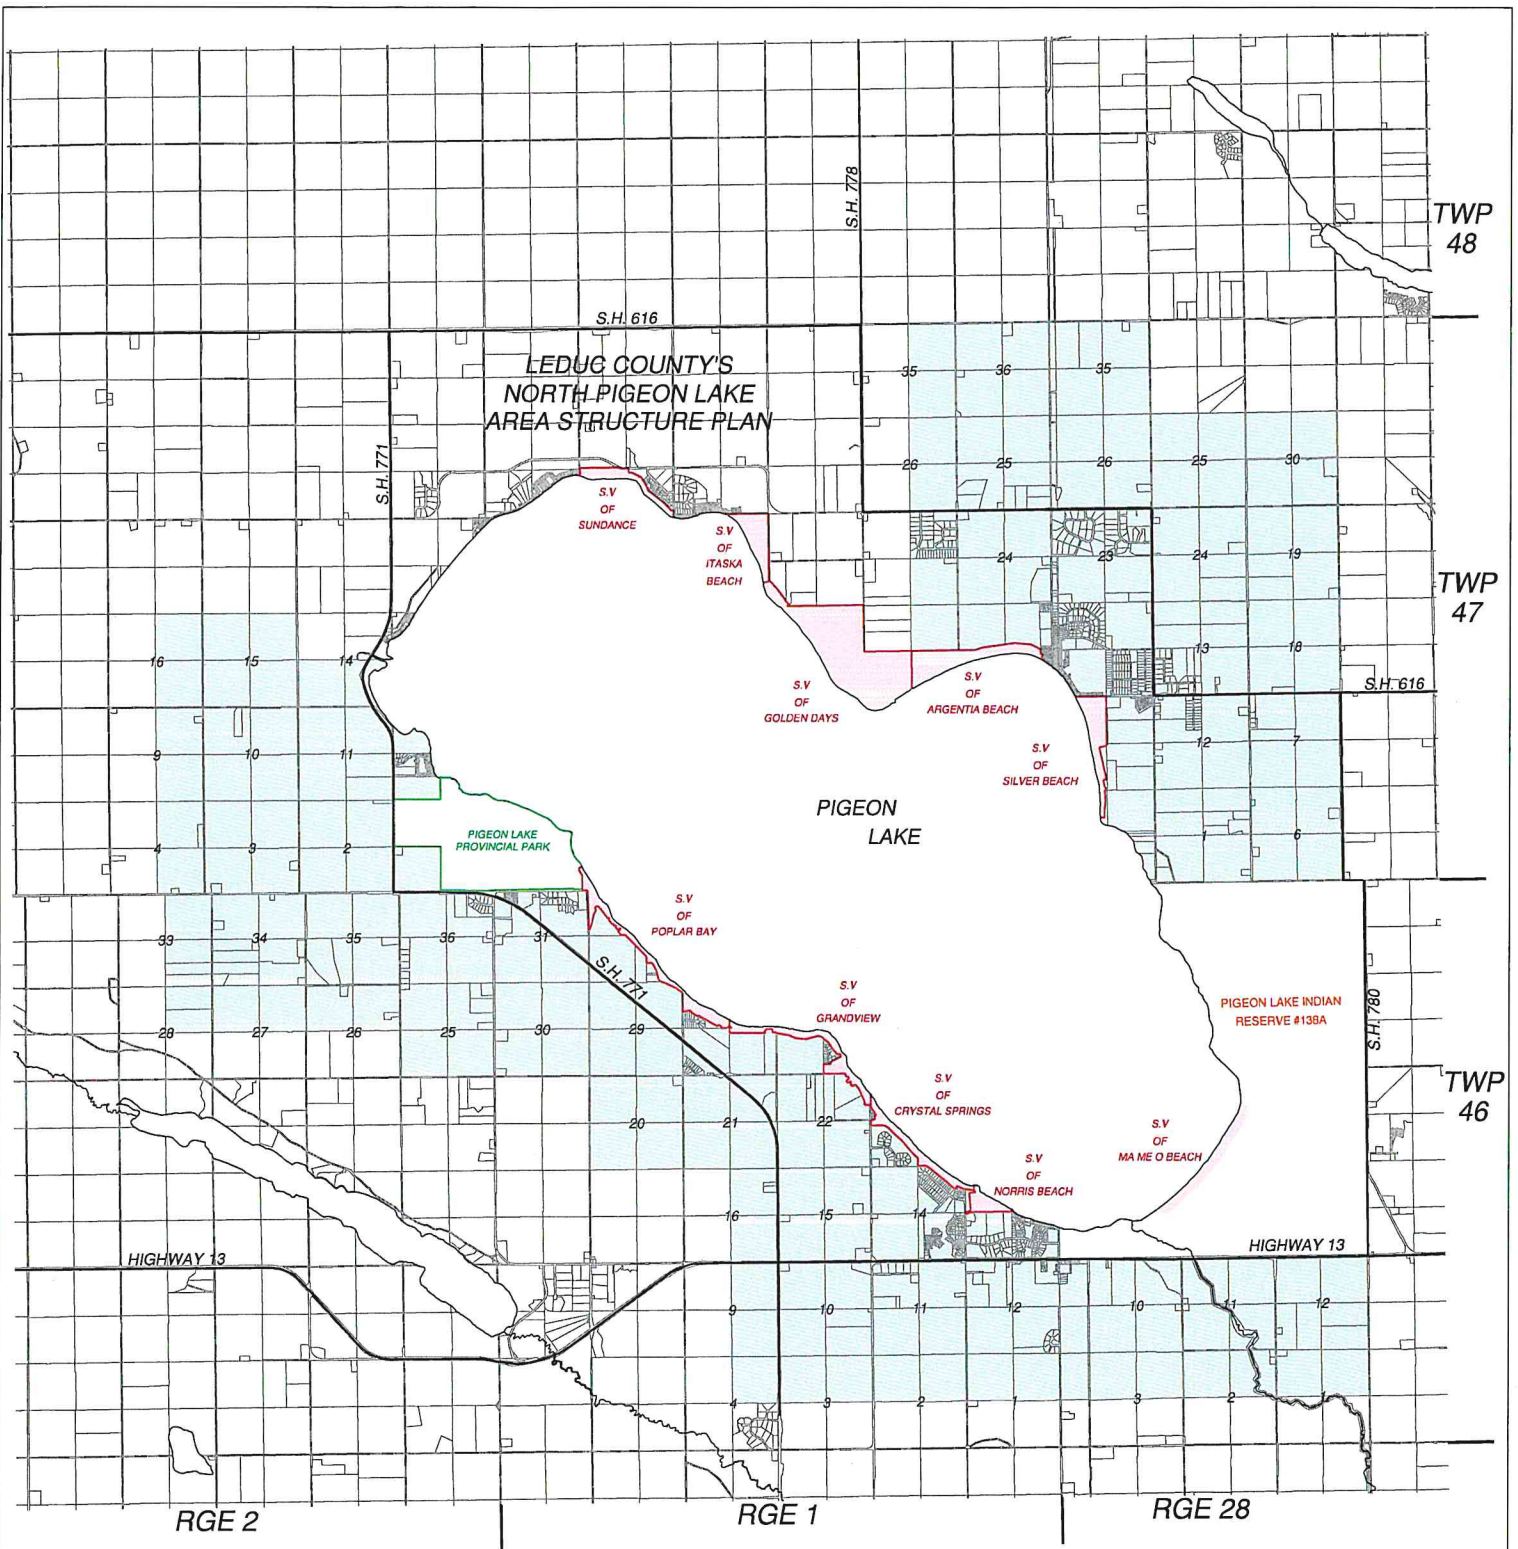 TWP
48
S.H. 778
S.H. 616
LEDUC COUNTY'S
NORTH PIGEON LAKE
AREA STRUCTURE PLAN
35
36
35
S.H. 771
26
25
26
25
30
S.V
OF
SUNDANCE
S.V
OF
ITASKA
BEACH
24
23
24
19
TWP
47
16
15
14
13
18
S.V
OF
GOLDEN DAYS
S.V
OF
ARGENTIA BEACH
S.H. 616
S.V
OF
SILVER BEACH
9
10
11
12
7
PIGEON
LAKE
PIGEON LAKE
PROVINCIAL PARK
4
3
2
1
6
S.V
OF
POPLAR BAY
33
34
35
36
31
S.H. 771
S.V
OF
GRANDVIEW
PIGEON LAKE INDIAN
RESERVE #138A
S.H. 780
28
27
26
25
30
29
S.V
OF
CRYSTAL SPRINGS
TWP
46
20
21
22
S.V
OF
MA ME O BEACH
S.V
OF
NORRIS BEACH
16
15
14
HIGHWAY 13
HIGHWAY 13
9
10
11
12
10
11
12
4
3
2
1
3
2
1
RGE 2
RGE 1
RGE 28